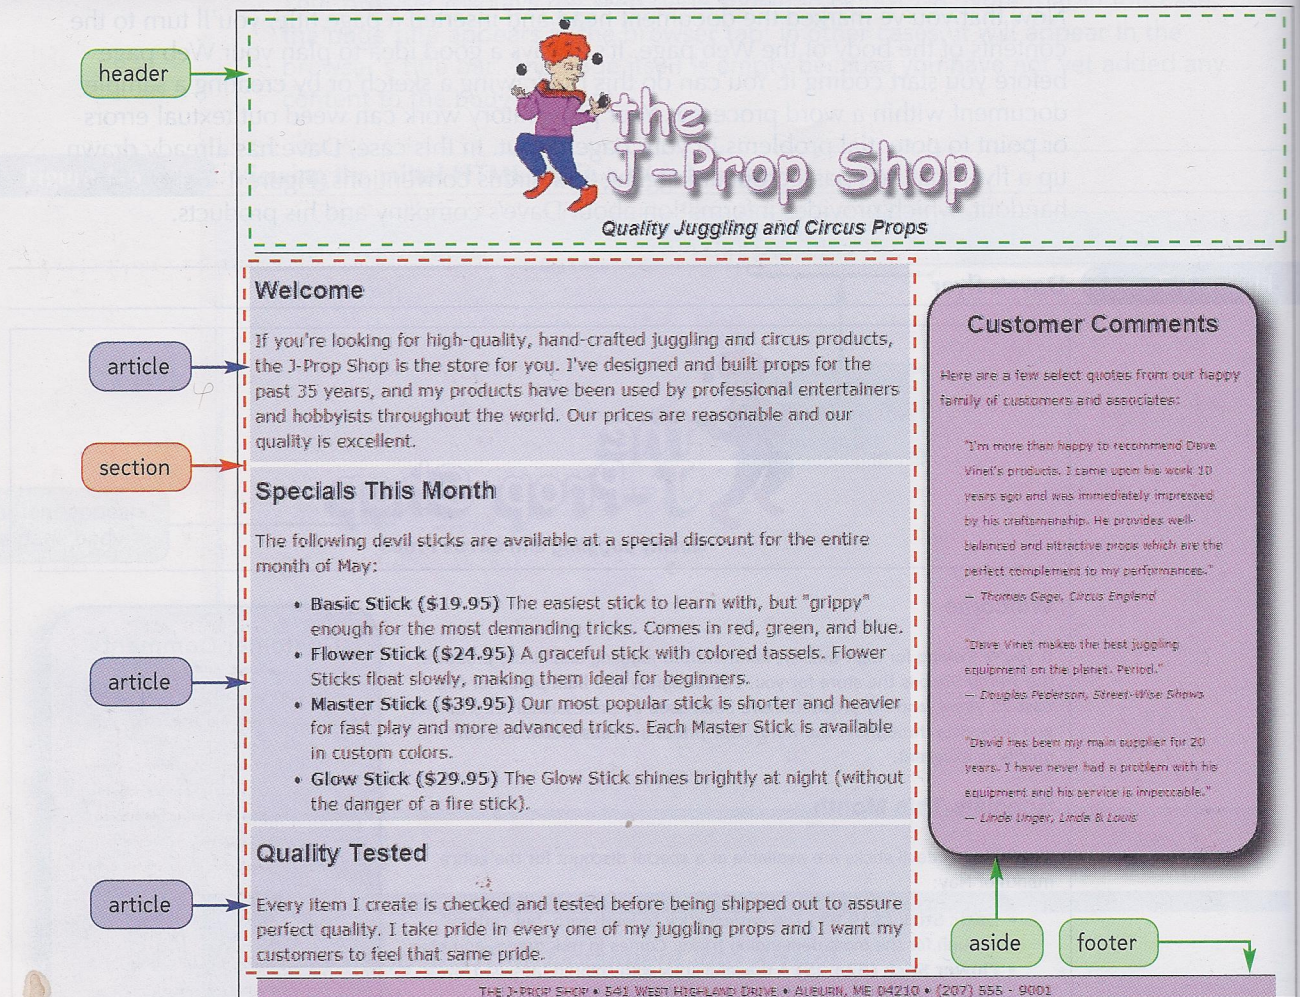 header
the
J-Prop Shop
Quality Juggling and Circus Props
Welcome
article
If you're looking for high-quality, hand-crafted juggling and circus products,
the J-Prop Shop is the store for you. I've designed and built props for the
past 35 years, and my products have been used by professional entertainers
and hobbyists throughout the world. Our prices are reasonable and our
quality is excellent.
section
Specials This Month
The following devil sticks are available at a special discount for the entire
month of May:
article
• Basic Stick ($19.95) The easiest stick to learn with, but "grippy"
enough for the most demanding tricks. Comes in red, green, and blue.
• Flower Stick ($24.95) A graceful stick with colored tassels. Flower
Sticks float slowly, making them ideal for beginners.
• Master Stick ($39.95) Our most popular stick is shorter and heavier
for fast play and more advanced tricks. Each Master Stick is available
in custom colors.
• Glow Stick ($29.95) The Glow Stick shines brightly at night (without
the danger of a fire stick).
Quality Tested
article
Every item I create is checked and tested before being shipped out to assure
perfect quality. I take pride in every one of my juggling props and I want my
customers to feel that same pride.
Customer Comments
Here are a few select quotes from our happy
family of customers and associates:
"I'm more than happy to recommend Dave
Vinet's products. I came upon his work 10
years ago and was immediately impressed
by his craftsmanship. He provides well-
balanced and attractive props which are the
perfect complement to my performances."
— Thomas Gage, Circus England
"Dave Vinet makes the best juggling
equipment on the planet. Period."
— Douglas Pederson, Street-Wise Shows
"David has been my main supplier for 20
years. I have never had a problem with his
equipment and his service is impeccable."
— Linda Unger, Linda & Louis
aside
footer
THE J-PROP SHOP • 541 WEST HIGHLAND DRIVE • AUBURN, ME 04210 • (207) 555 - 9001